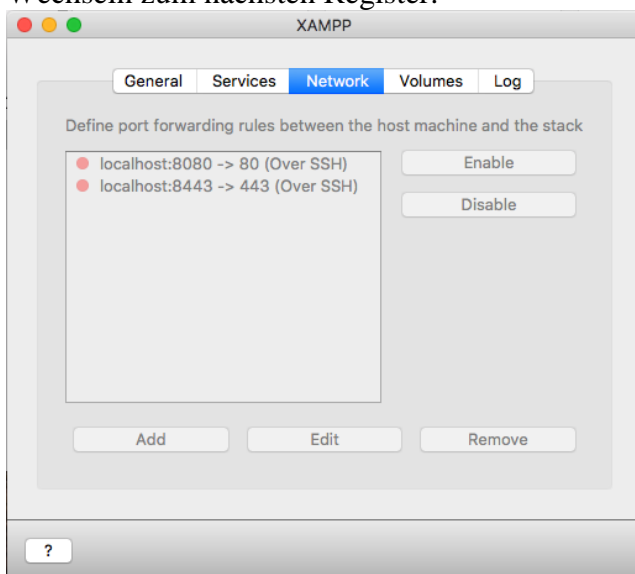 Wechseln zum nächsten Register.
XAMPP
General Services Network Volumes Log
Define port forwarding rules between the host machine and the stack
localhost:8080 -> 80 (Over SSH)
localhost:8443 -> 443 (Over SSH)
Enable
Disable
Add Edit Remove
?